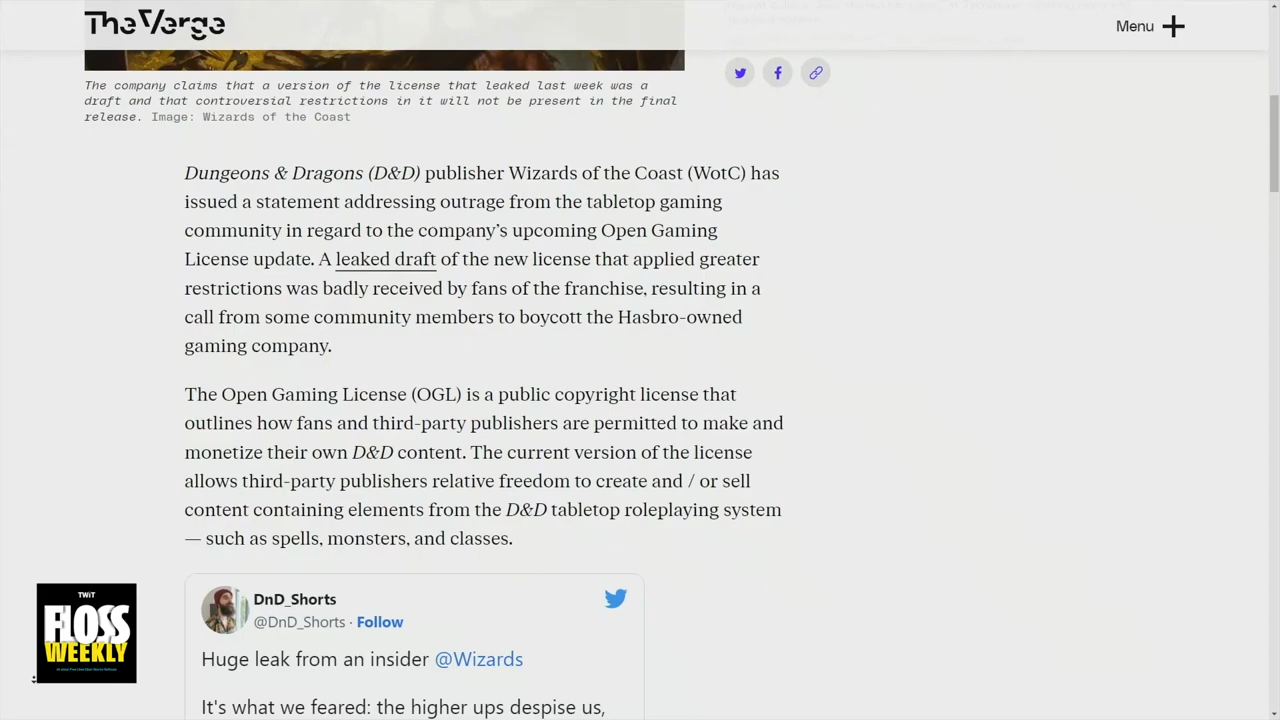 The Verge
Menu
The company claims that a version of the license that leaked last week was a
draft and that controversial restrictions in it will not be present in the final
release. Image: Wizards of the Coast
Dungeons & Dragons (D&D) publisher Wizards of the Coast (WotC) has
issued a statement addressing outrage from the tabletop gaming
community in regard to the company’s upcoming Open Gaming
License update. A leaked draft of the new license that applied greater
restrictions was badly received by fans of the franchise, resulting in a
call from some community members to boycott the Hasbro-owned
gaming company.
The Open Gaming License (OGL) is a public copyright license that
outlines how fans and third-party publishers are permitted to make and
monetize their own D&D content. The current version of the license
allows third-party publishers relative freedom to create and / or sell
content containing elements from the D&D tabletop roleplaying system
— such as spells, monsters, and classes.
TWiT
FLOSS
WEEKLY
DnD_Shorts
@DnD_Shorts · Follow
Huge leak from an insider @Wizards
It's what we feared: the higher ups despise us,